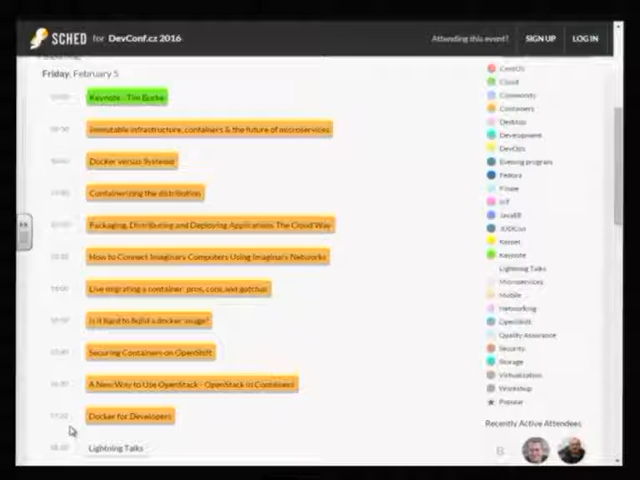 SCHED for DevConf.cz 2016
Attending this event?
SIGN UP
LOG IN
Friday, February 5
Keynote - Tim Burke
Immutable infrastructure, containers & the future of microservices
Docker versus Systemd
Containerizing the distribution
Packaging, Distributing and Deploying Applications The Cloud Way
How to Connect Imaginary Computers Using Imaginary Networks
Live migrating a container: pros, cons and gotchas
Is it hard to build a docker image?
Securing Containers on OpenShift
A New Way to Use OpenStack - OpenStack in Containers
Docker for Developers
Lightning Talks
CentOS
Cloud
Community
Containers
Desktop
Development
DevOps
Evening program
Fedora
IoT
JavaEE
JUDCon
Kernel
Keynote
Lightning Talks
Microservices
Mobile
Networking
OpenShift
Quality Assurance
Security
Storage
Virtualization
Workshop
Popular
Recently Active Attendees